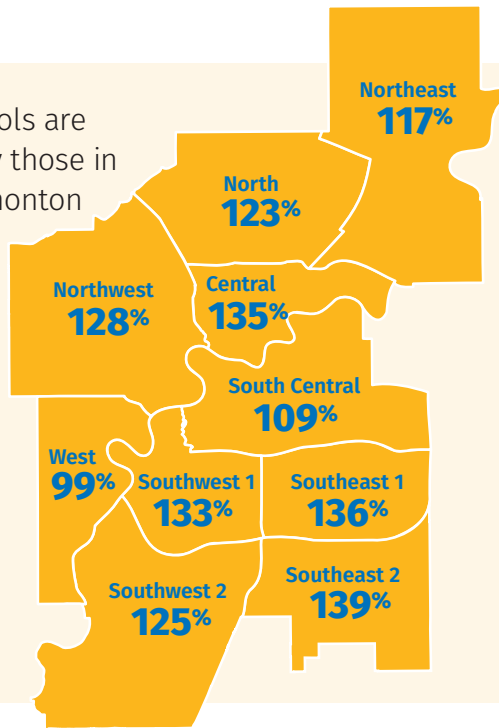 ols are
those in
onton
Northeast
117%
North
123%
Northwest
128%
Central
135%
South Central
109%
West
99%
Southwest 1
133%
Southeast 1
136%
Southwest 2
125%
Southeast 2
139%